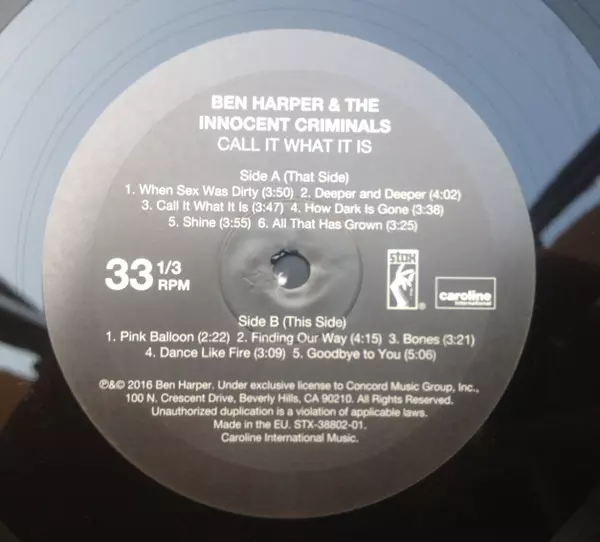 BEN HARPER & THE
INNOCENT CRIMINALS
CALL IT WHAT IT IS
Side A (That Side)
1. When Sex Was Dirty (3:50) 2. Deeper and Deeper (4:02)
3. Call It What It Is (3:47) 4. How Dark Is Gone (3:38)
5. Shine (3:55) 6. All That Has Grown (3:25)
33 1/3
RPM
stax
®
caroline
international
Side B (This Side)
1. Pink Balloon (2:22) 2. Finding Our Way (4:15) 3. Bones (3:21)
4. Dance Like Fire (3:09) 5. Goodbye to You (5:06)
℗&© 2016 Ben Harper. Under exclusive license to Concord Music Group, Inc.,
100 N. Crescent Drive, Beverly Hills, CA 90210. All Rights Reserved.
Unauthorized duplication is a violation of applicable laws.
Made in the EU. STX-38802-01.
Caroline International Music.